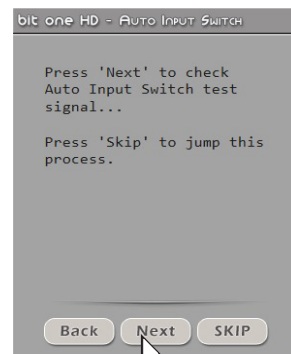 bit one HD - Auto Input Switch
Press 'Next' to check
Auto Input Switch test
signal...
Press 'Skip' to jump this
process.
Back Next SKIP